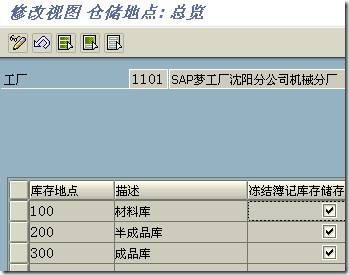 修改视图 仓储地点: 总览
工厂 1101 SAP梦工厂沈阳分公司机械分厂
库存地点 描述 冻结簿记库存储存
100 材料库
200 半成品库
300 成品库